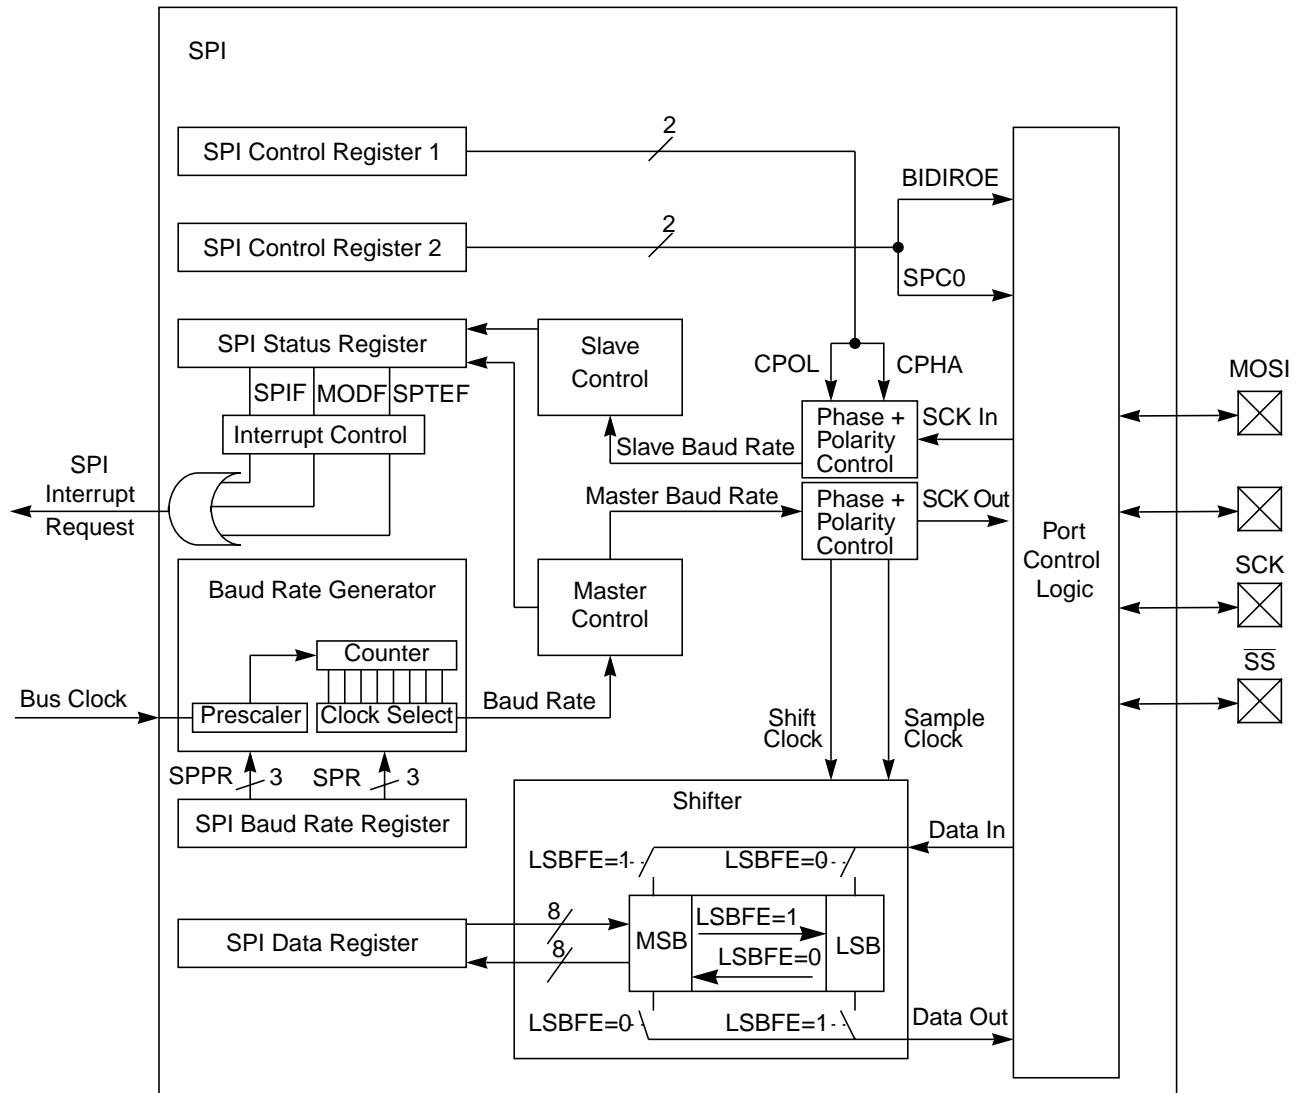 SPI
SPI Control Register 1
2
BIDIROE
SPI Control Register 2
2
SPC0
SPI Status Register
Slave
Control
CPOL
CPHA
MOSI
SPIF
MODF
SPTEF
Interrupt Control
Phase +
Polarity
Control
SCK In
Slave Baud Rate
SPI
Interrupt
Request
Master Baud Rate
Phase +
Polarity
Control
SCK Out
Port
Control
Logic
SCK
Baud Rate Generator
Master
Control
Counter
SS
Bus Clock
Prescaler
Clock Select
Baud Rate
Shift
Clock
Sample
Clock
SPPR
3
SPR
3
SPI Baud Rate Register
Shifter
Data In
LSBFE=1
LSBFE=0
8
SPI Data Register
8
MSB
LSBFE=1
LSBFE=0
LSB
LSBFE=0
LSBFE=1
Data Out